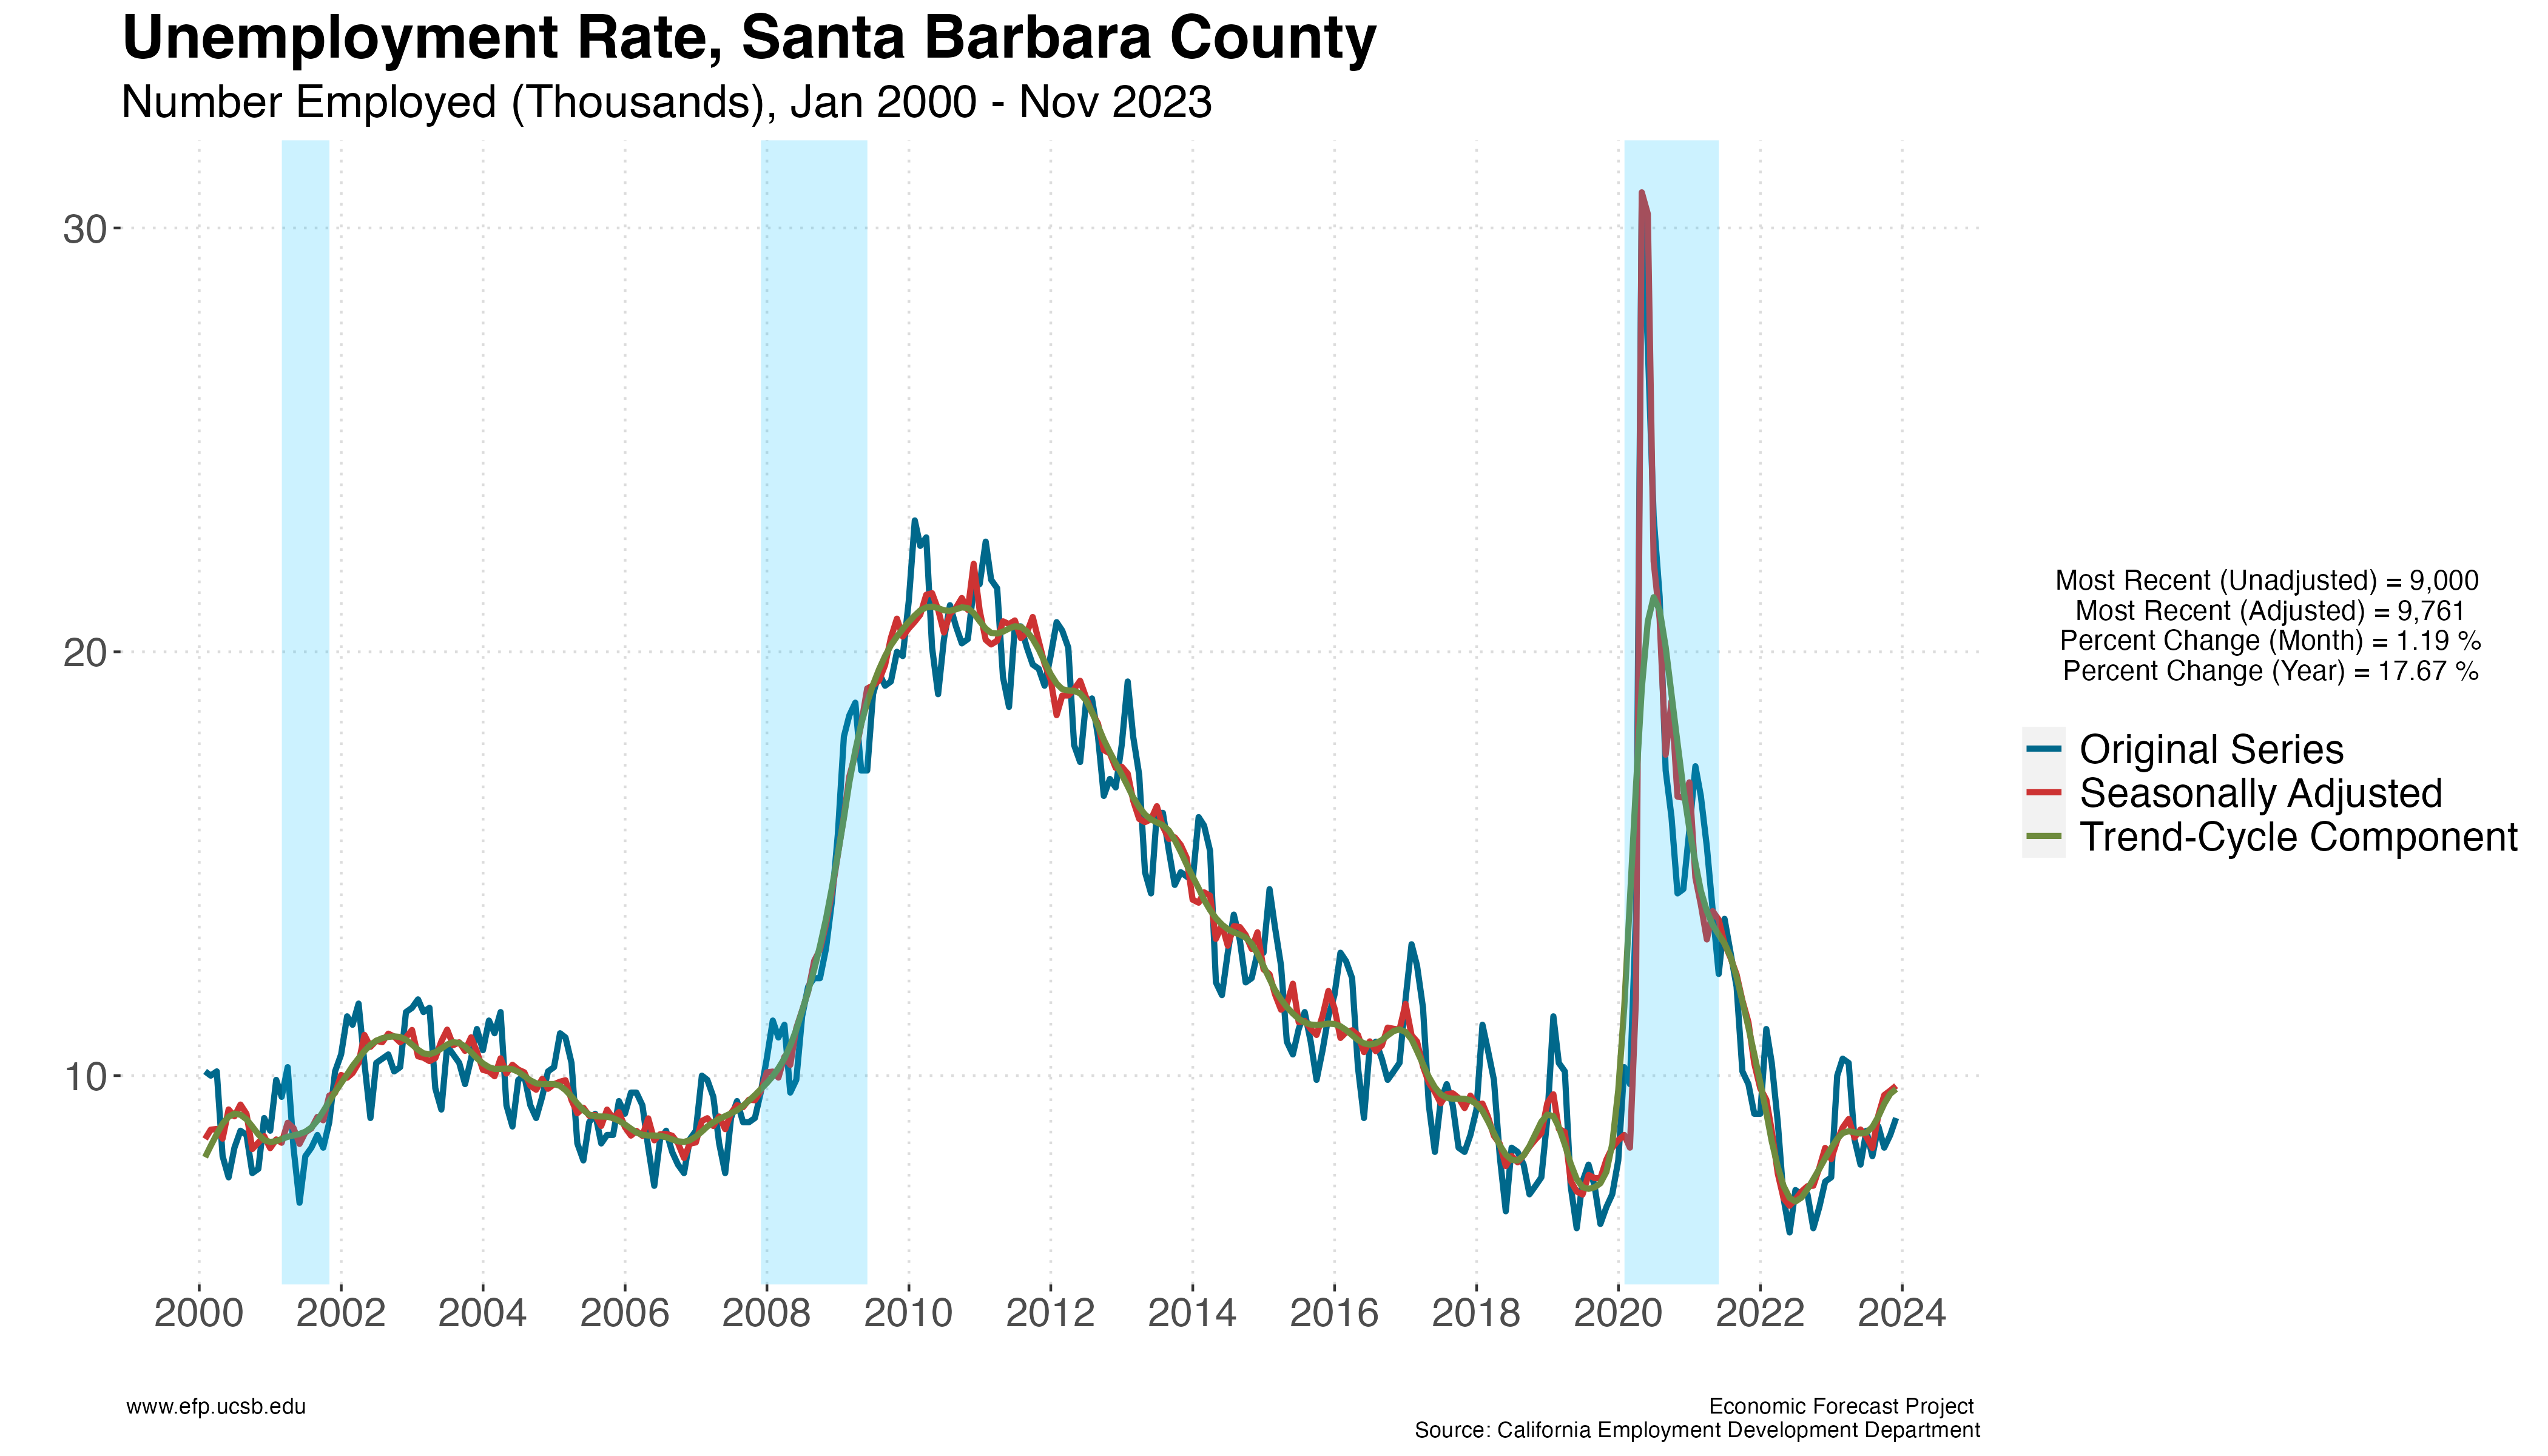 Unemployment Rate, Santa Barbara County
Number Employed (Thousands), Jan 2000 - Nov 2023
30
20
10
2000 2002 2004 2006 2008 2010 2012 2014 2016 2018 2020 2022 2024
Most Recent (Unadjusted) = 9,000
Most Recent (Adjusted) = 9,761
Percent Change (Month) = 1.19 %
Percent Change (Year) = 17.67 %
Original Series
Seasonally Adjusted
Trend-Cycle Component
www.efp.ucsb.edu
Economic Forecast Project
Source: California Employment Development Department